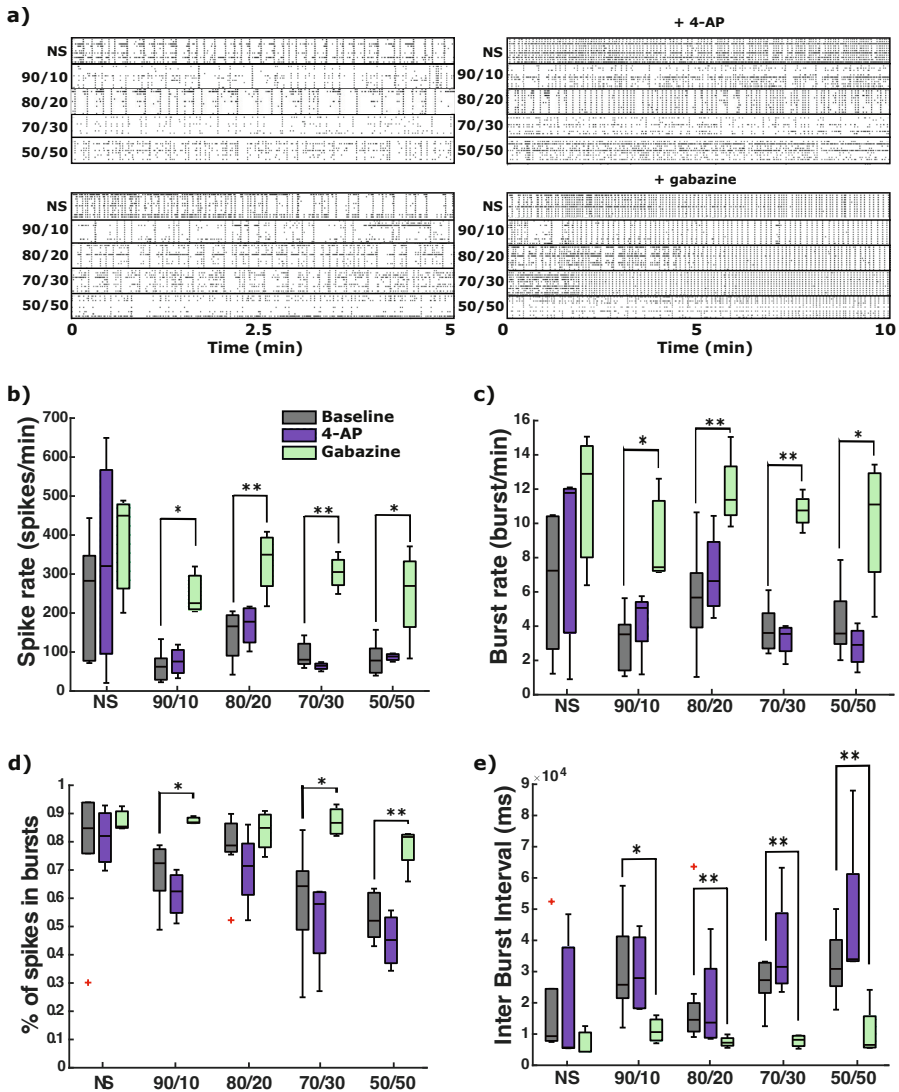 a)
+ 4-AP
NS
90/10
80/20
70/30
50/50
NS
90/10
80/20
70/30
50/50
+ gabazine
NS
90/10
80/20
70/30
50/50
NS
90/10
80/20
70/30
50/50
0 2.5 5
Time (min)
0 5 10
Time (min)
b)
Spike rate (spikes/min)
700
600
500
400
300
200
100
0
Baseline
4-AP
Gabazine
*
**
**
*
NS 90/10 80/20 70/30 50/50
c)
Burst rate (burst/min)
16
14
12
10
8
6
4
2
0
*
**
**
*
NS 90/10 80/20 70/30 50/50
d)
% of spikes in bursts
1
0.9
0.8
0.7
0.6
0.5
0.4
0.3
0.2
0.1
0
*
*
**
NS 90/10 80/20 70/30 50/50
e)
Inter Burst Interval (ms)
× 10⁴
9
8
7
6
5
4
3
2
1
0
*
**
**
**
NS 90/10 80/20 70/30 50/50